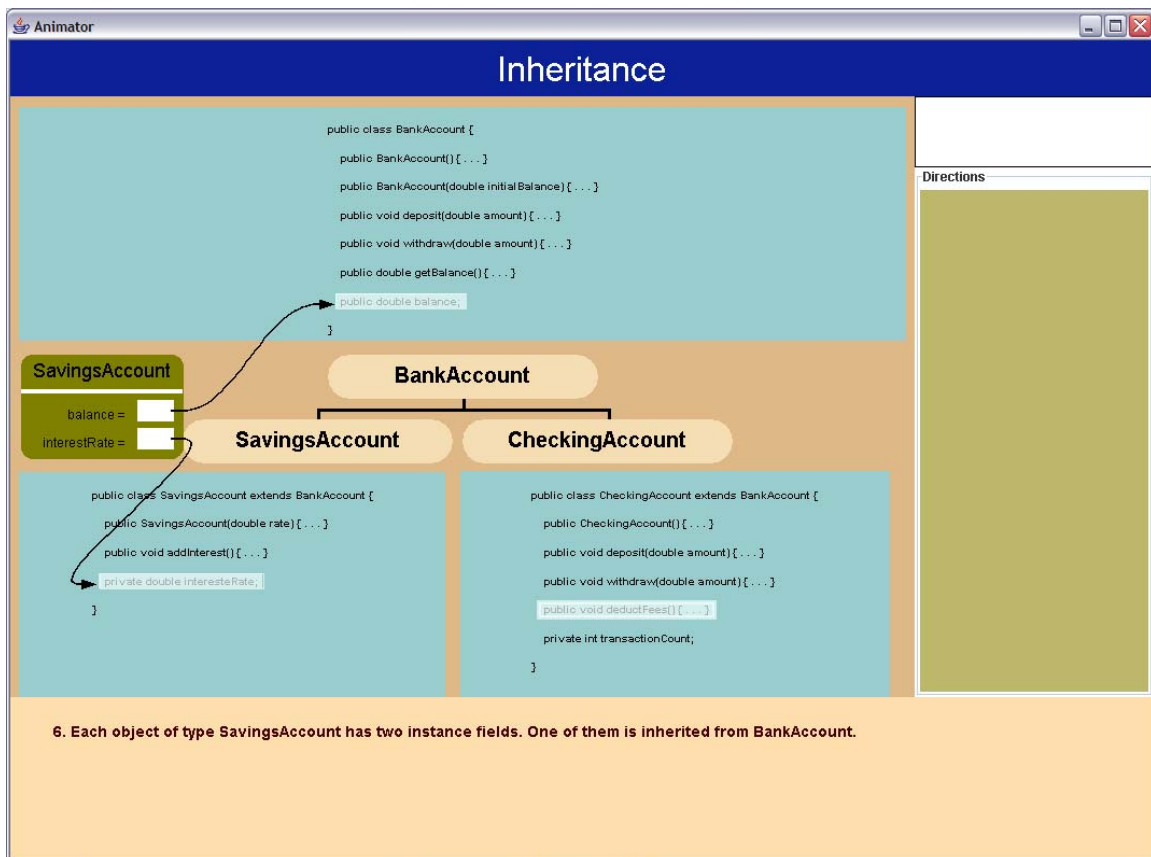 Animator
Inheritance
public class BankAccount {
public BankAccount(){ . . . }
public BankAccount(double initialBalance){ . . . }
public void deposit(double amount){ . . . }
public void withdraw(double amount){ . . . }
public double getBalance(){ . . . }
public double balance;
}
Directions
SavingsAccount
balance =
interestRate =
BankAccount
SavingsAccount
CheckingAccount
public class SavingsAccount extends BankAccount {
public SavingsAccount(double rate){ . . . }
public void addInterest(){ . . . }
private double interesteRate;
}
public class CheckingAccount extends BankAccount {
public CheckingAccount(){ . . . }
public void deposit(double amount){ . . . }
public void withdraw(double amount){ . . . }
public void deductFees(){ . . . }
private int transactionCount;
}
6. Each object of type SavingsAccount has two instance fields. One of them is inherited from BankAccount.